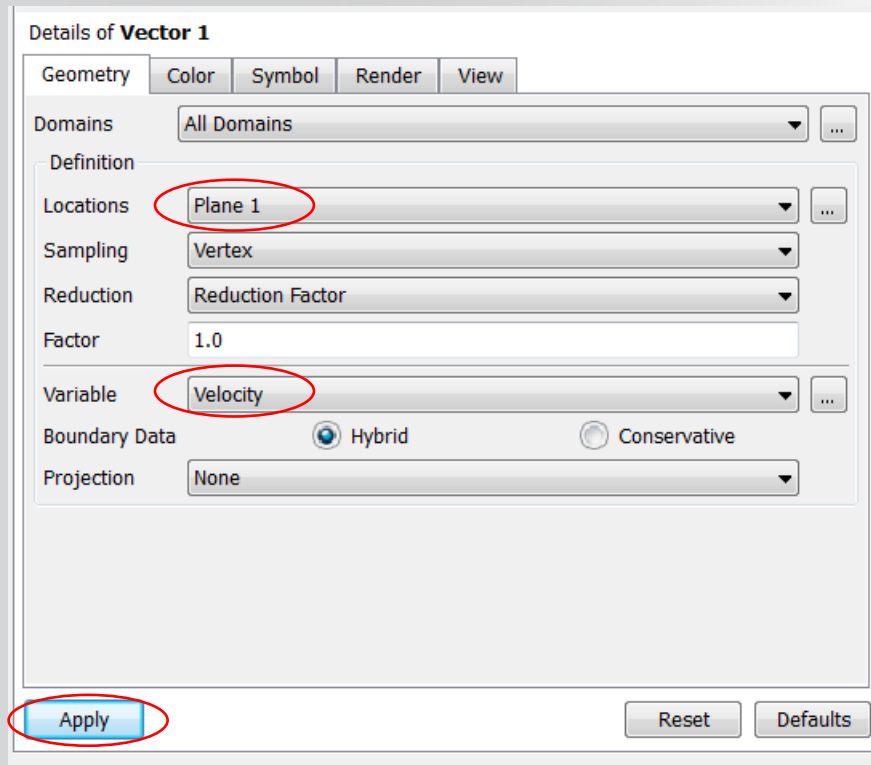 Details of Vector 1
Geometry Color Symbol Render View
Domains All Domains ...
Definition
Locations Plane 1 ...
Sampling Vertex
Reduction Reduction Factor
Factor 1.0
Variable Velocity ...
Boundary Data Hybrid Conservative
Projection None
Apply Reset Defaults